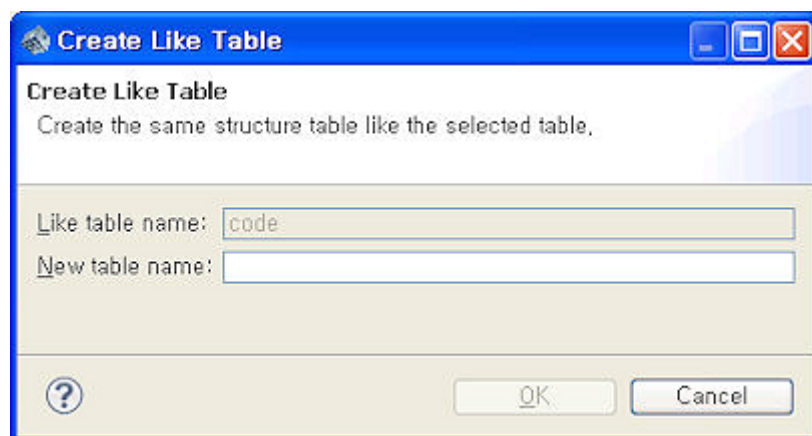 Create Like Table
Create Like Table
Create the same structure table like the selected table,
Like table name: code
New table name:
?
OK
Cancel